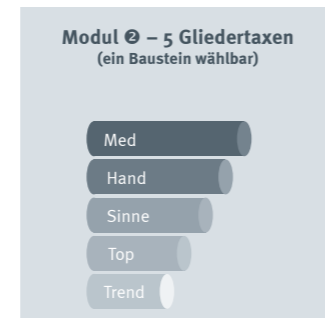 Modul ❷ – 5 Gliedertaxen
(ein Baustein wählbar)
Med
Hand
Sinne
Top
Trend